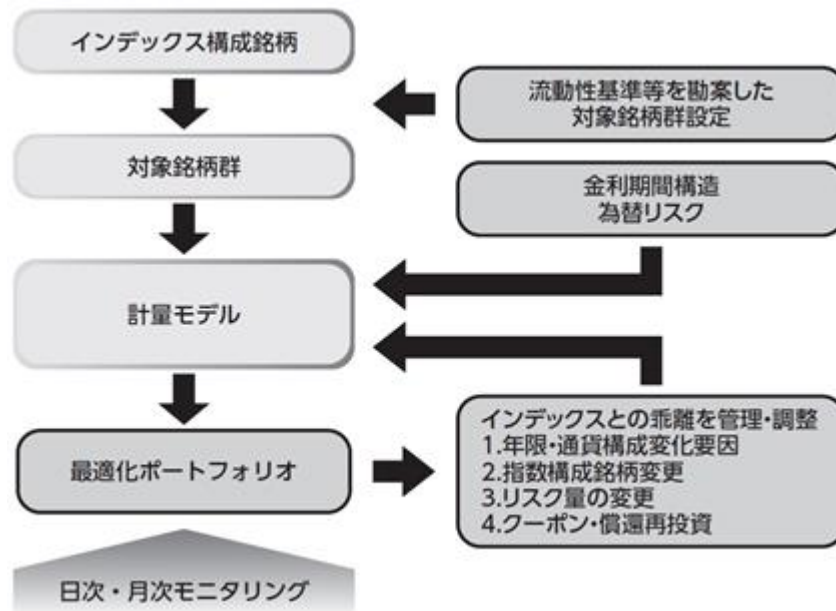 インデックス構成銘柄
流動性基準等を勘案した
対象銘柄群設定
対象銘柄群
金利期間構造
為替リスク
計量モデル
最適化ポートフォリオ
インデックスとの乖離を管理・調整
1.年限・通貨構成変化要因
2.指数構成銘柄変更
3.リスク量の変更
4.クーポン・償還再投資
日次・月次モニタリング